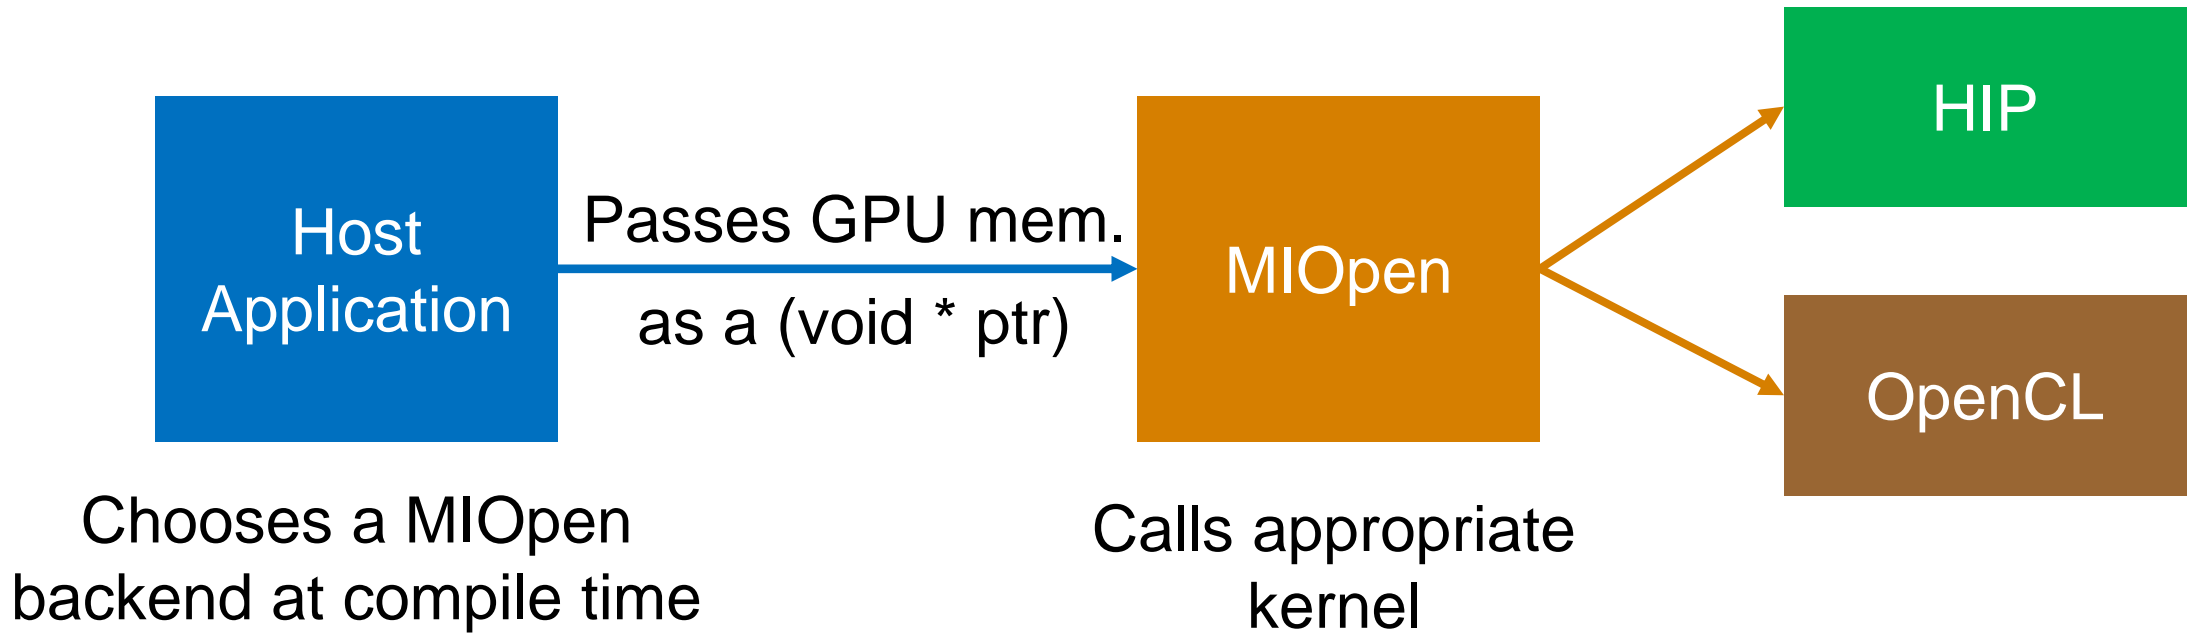 Host
Application
Passes GPU mem.
as a (void * ptr)
MIOpen
HIP
OpenCL
Chooses a MIOpen
backend at compile time
Calls appropriate
kernel